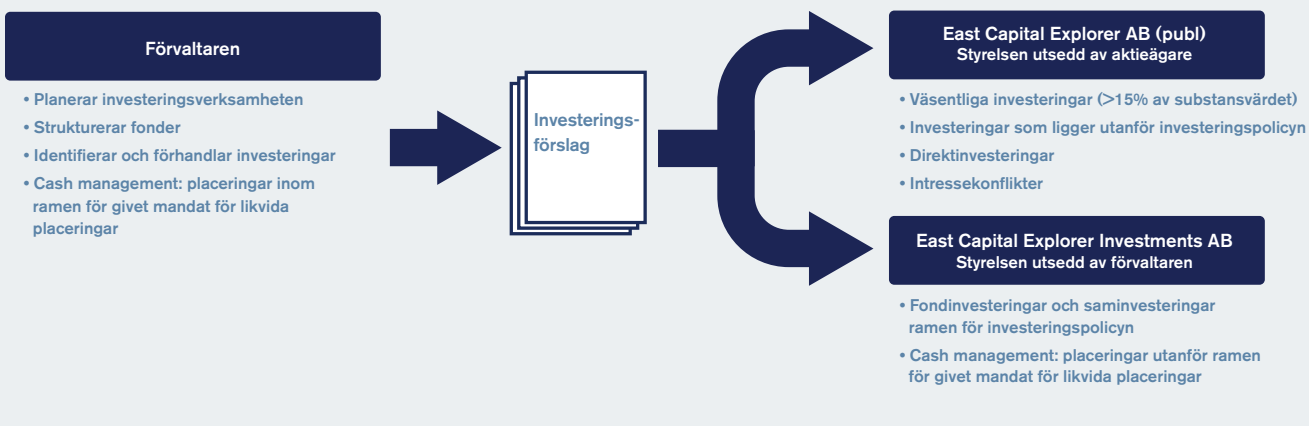 Förvaltaren
• Planerar investeringsverksamheten
• Strukturerar fonder
• Identifierar och förhandlar investeringar
• Cash management: placeringar inom
ramen för givet mandat för likvida
placeringar
Investerings-
förslag
East Capital Explorer AB (publ)
Styrelsen utsedd av aktieägare
• Väsentliga investeringar (>15% av substansvärdet)
• Investeringar som ligger utanför investeringspolicyn
• Direktinvesteringar
• Intressekonflikter
East Capital Explorer Investments AB
Styrelsen utsedd av förvaltaren
• Fondinvesteringar och saminvesteringar
ramen för investeringspolicyn
• Cash management: placeringar utanför ramen
för givet mandat för likvida placeringar